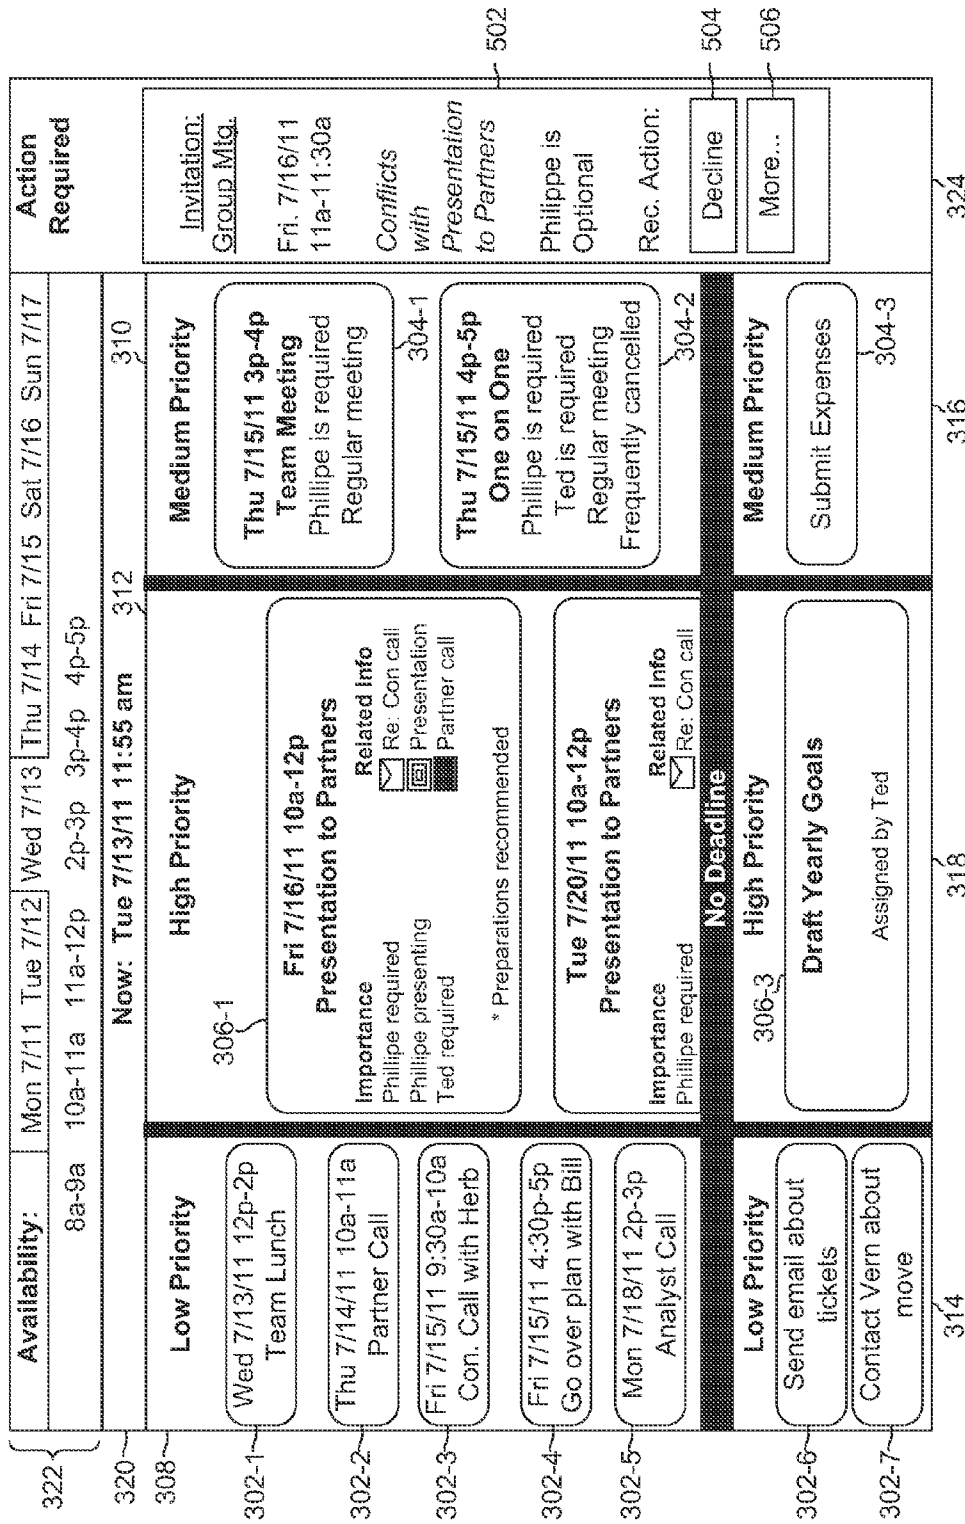 Availability:
Mon 7/11 Tue 7/12 Wed 7/13 Thu 7/14 Fri 7/15 Sat 7/16 Sun 7/17
8a-9a 10a-11a 11a-12p 2p-3p 3p-4p 4p-5p
322
Now: Tue 7/13/11 11:55 am
320
308
312
310
Low Priority
302-1
Wed 7/13/11 12p-2p
Team Lunch
302-2
Thu 7/14/11 10a-11a
Partner Call
302-3
Fri 7/15/11 9:30a-10a
Con. Call with Herb
302-4
Fri 7/15/11 4:30p-5p
Go over plan with Bill
302-5
Mon 7/18/11 2p-3p
Analyst Call
High Priority
306-1
Fri 7/16/11 10a-12p
Presentation to Partners
Importance
Phillipe required
Phillipe presenting
Ted required
Related Info
Re: Con call
Presentation
Partner call
* Preparations recommended
Tue 7/20/11 10a-12p
Presentation to Partners
Importance
Phillipe required
Related Info
Re: Con call
Medium Priority
Thu 7/15/11 3p-4p
Team Meeting
Phillipe is required
Regular meeting
304-1
Thu 7/15/11 4p-5p
One on One
Phillipe is required
Ted is required
Regular meeting
Frequently cancelled
304-2
No Deadline
Low Priority
302-6
Send email about
tickets
302-7
Contact Vern about
move
314
High Priority
306-3
Draft Yearly Goals
Assigned by Ted
318
Medium Priority
Submit Expenses
304-3
316
Action
Required
Invitation:
Group Mtg.
Fri. 7/16/11
11a-11:30a
Conflicts
with
Presentation
to Partners
Philippe is
Optional
Rec. Action:
Decline
More...
502
504
506
324